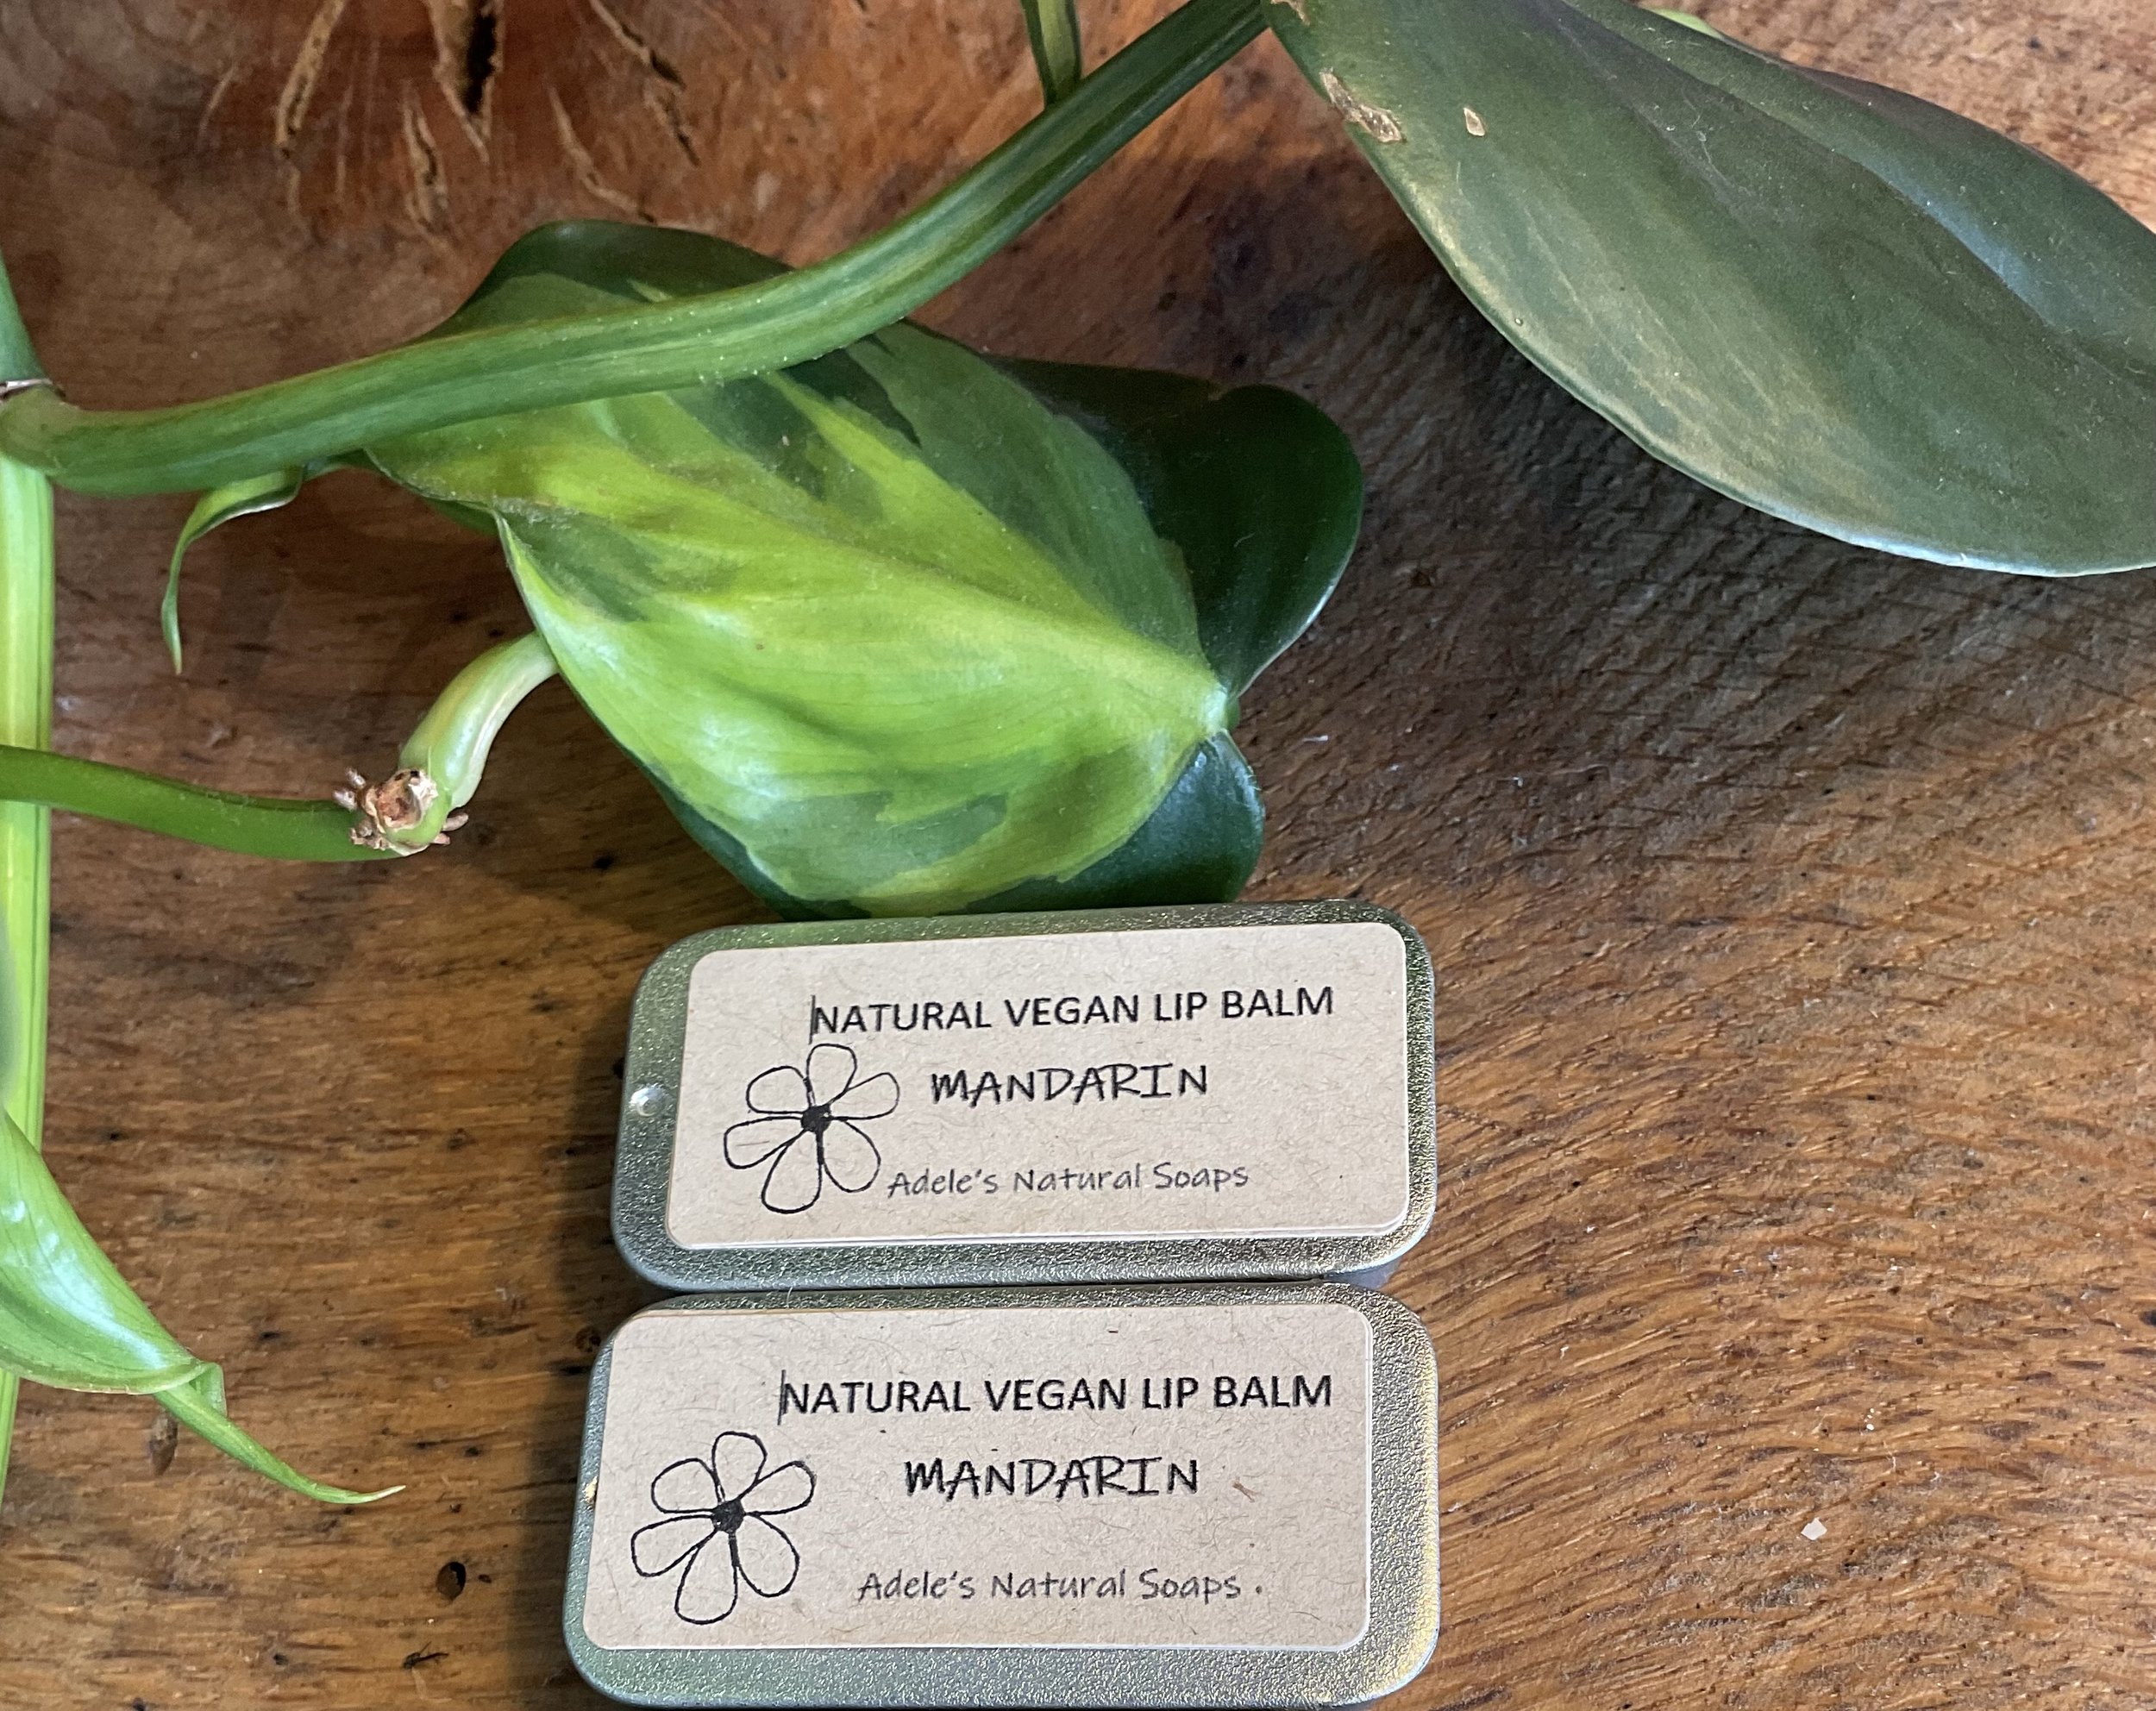 NATURAL VEGAN LIP BALM
MANDARIN
Adele's Natural Soaps
NATURAL VEGAN LIP BALM
MANDARIN
Adele's Natural Soaps .